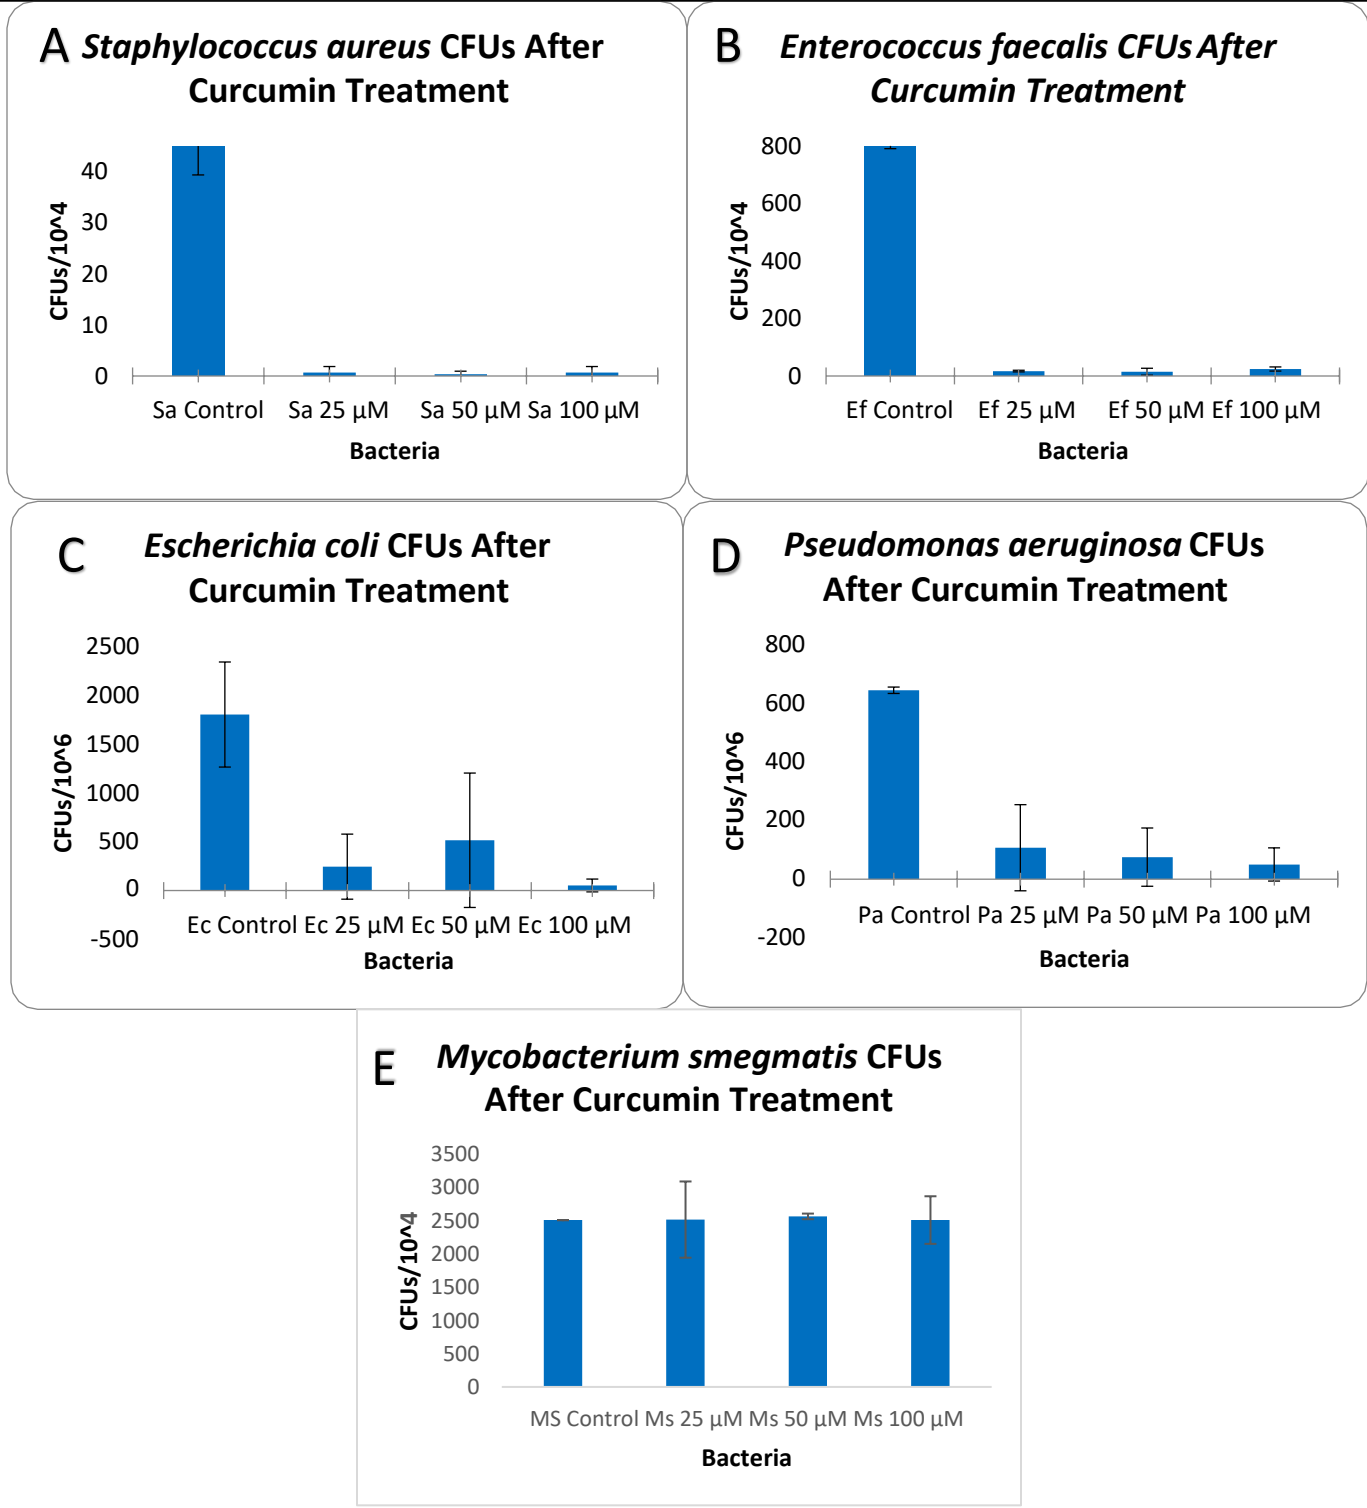 A Staphylococcus aureus CFUs After
Curcumin Treatment
CFUs/10^4
40
30
20
10
0
Sa Control Sa 25 µM Sa 50 µM Sa 100 µM
Bacteria
B Enterococcus faecalis CFUs After
Curcumin Treatment
CFUs/10^4
800
600
400
200
0
Ef Control Ef 25 µM Ef 50 µM Ef 100 µM
Bacteria
C Escherichia coli CFUs After
Curcumin Treatment
CFUs/10^6
2500
2000
1500
1000
500
0
-500
Ec Control Ec 25 µM Ec 50 µM Ec 100 µM
Bacteria
D Pseudomonas aeruginosa CFUs
After Curcumin Treatment
CFUs/10^6
800
600
400
200
0
-200
Pa Control Pa 25 µM Pa 50 µM Pa 100 µM
Bacteria
E Mycobacterium smegmatis CFUs
After Curcumin Treatment
CFUs/10^4
3500
3000
2500
2000
1500
1000
500
0
MS Control Ms 25 µM Ms 50 µM Ms 100 µM
Bacteria